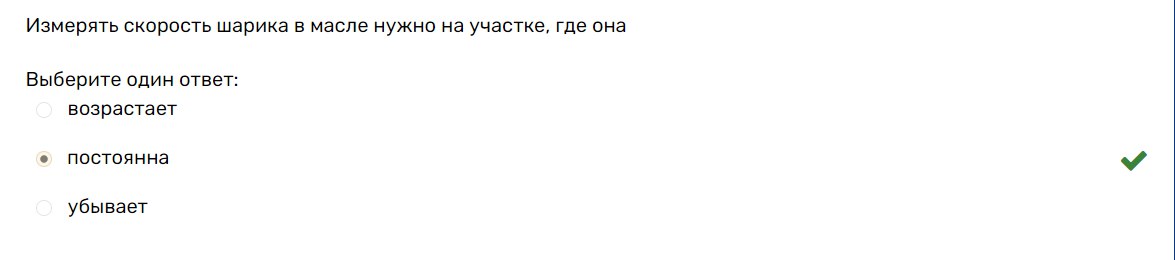 Измерять скорость шарика в масле нужно на участке, где она
Выберите один ответ:
возрастает
постоянна
убывает